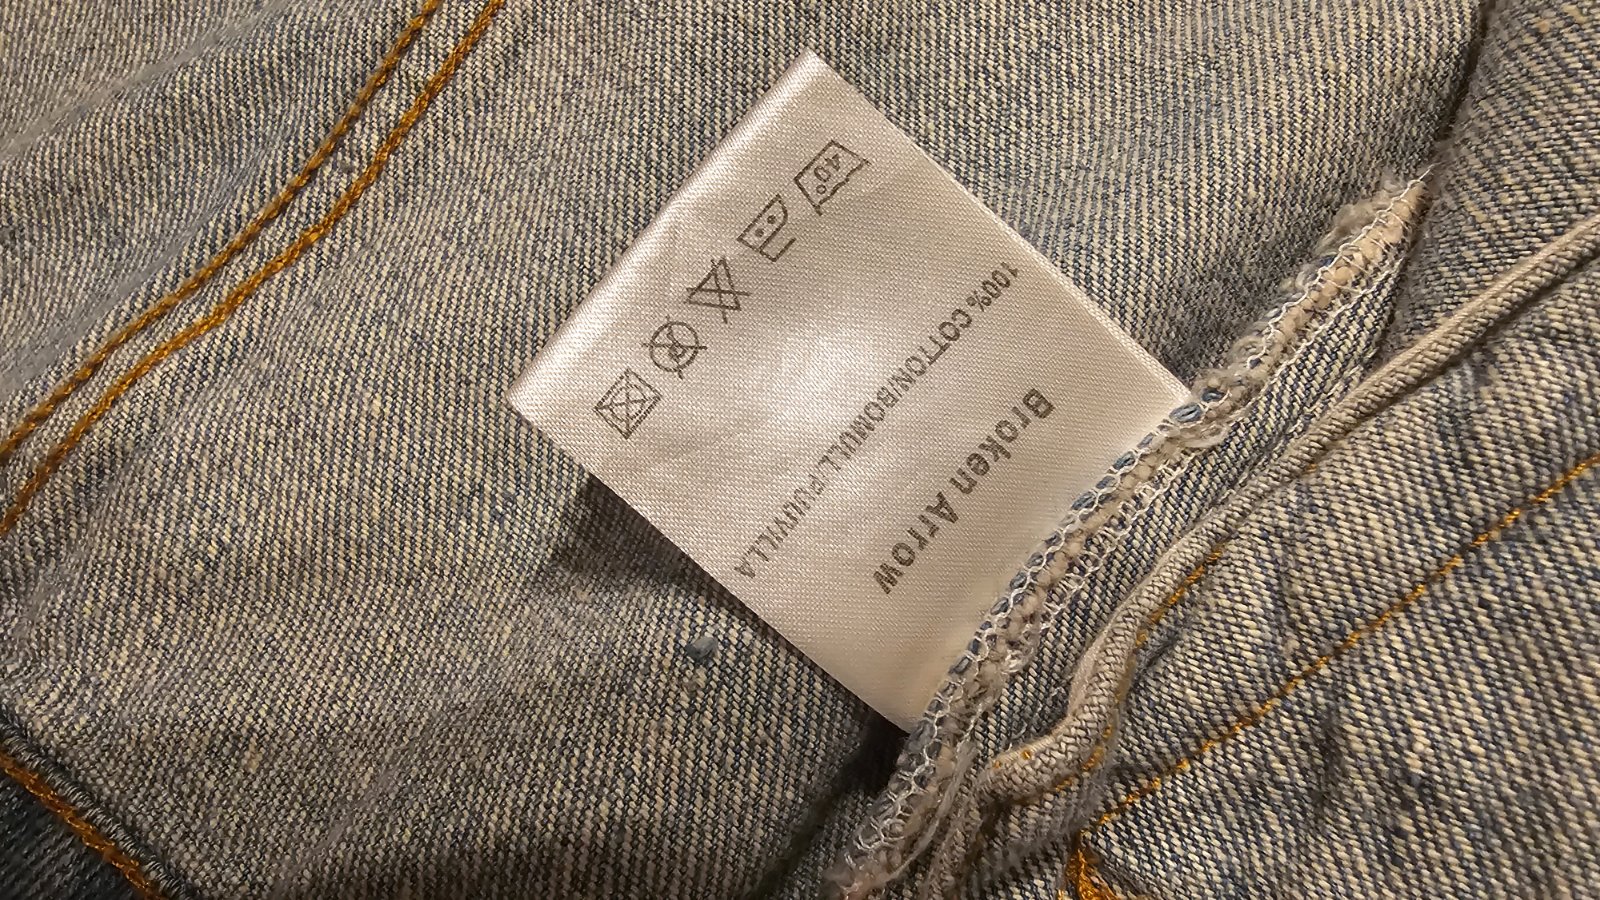 Broken Arrow
100% COTTON/BOMULL/PUUVILLA
40° P